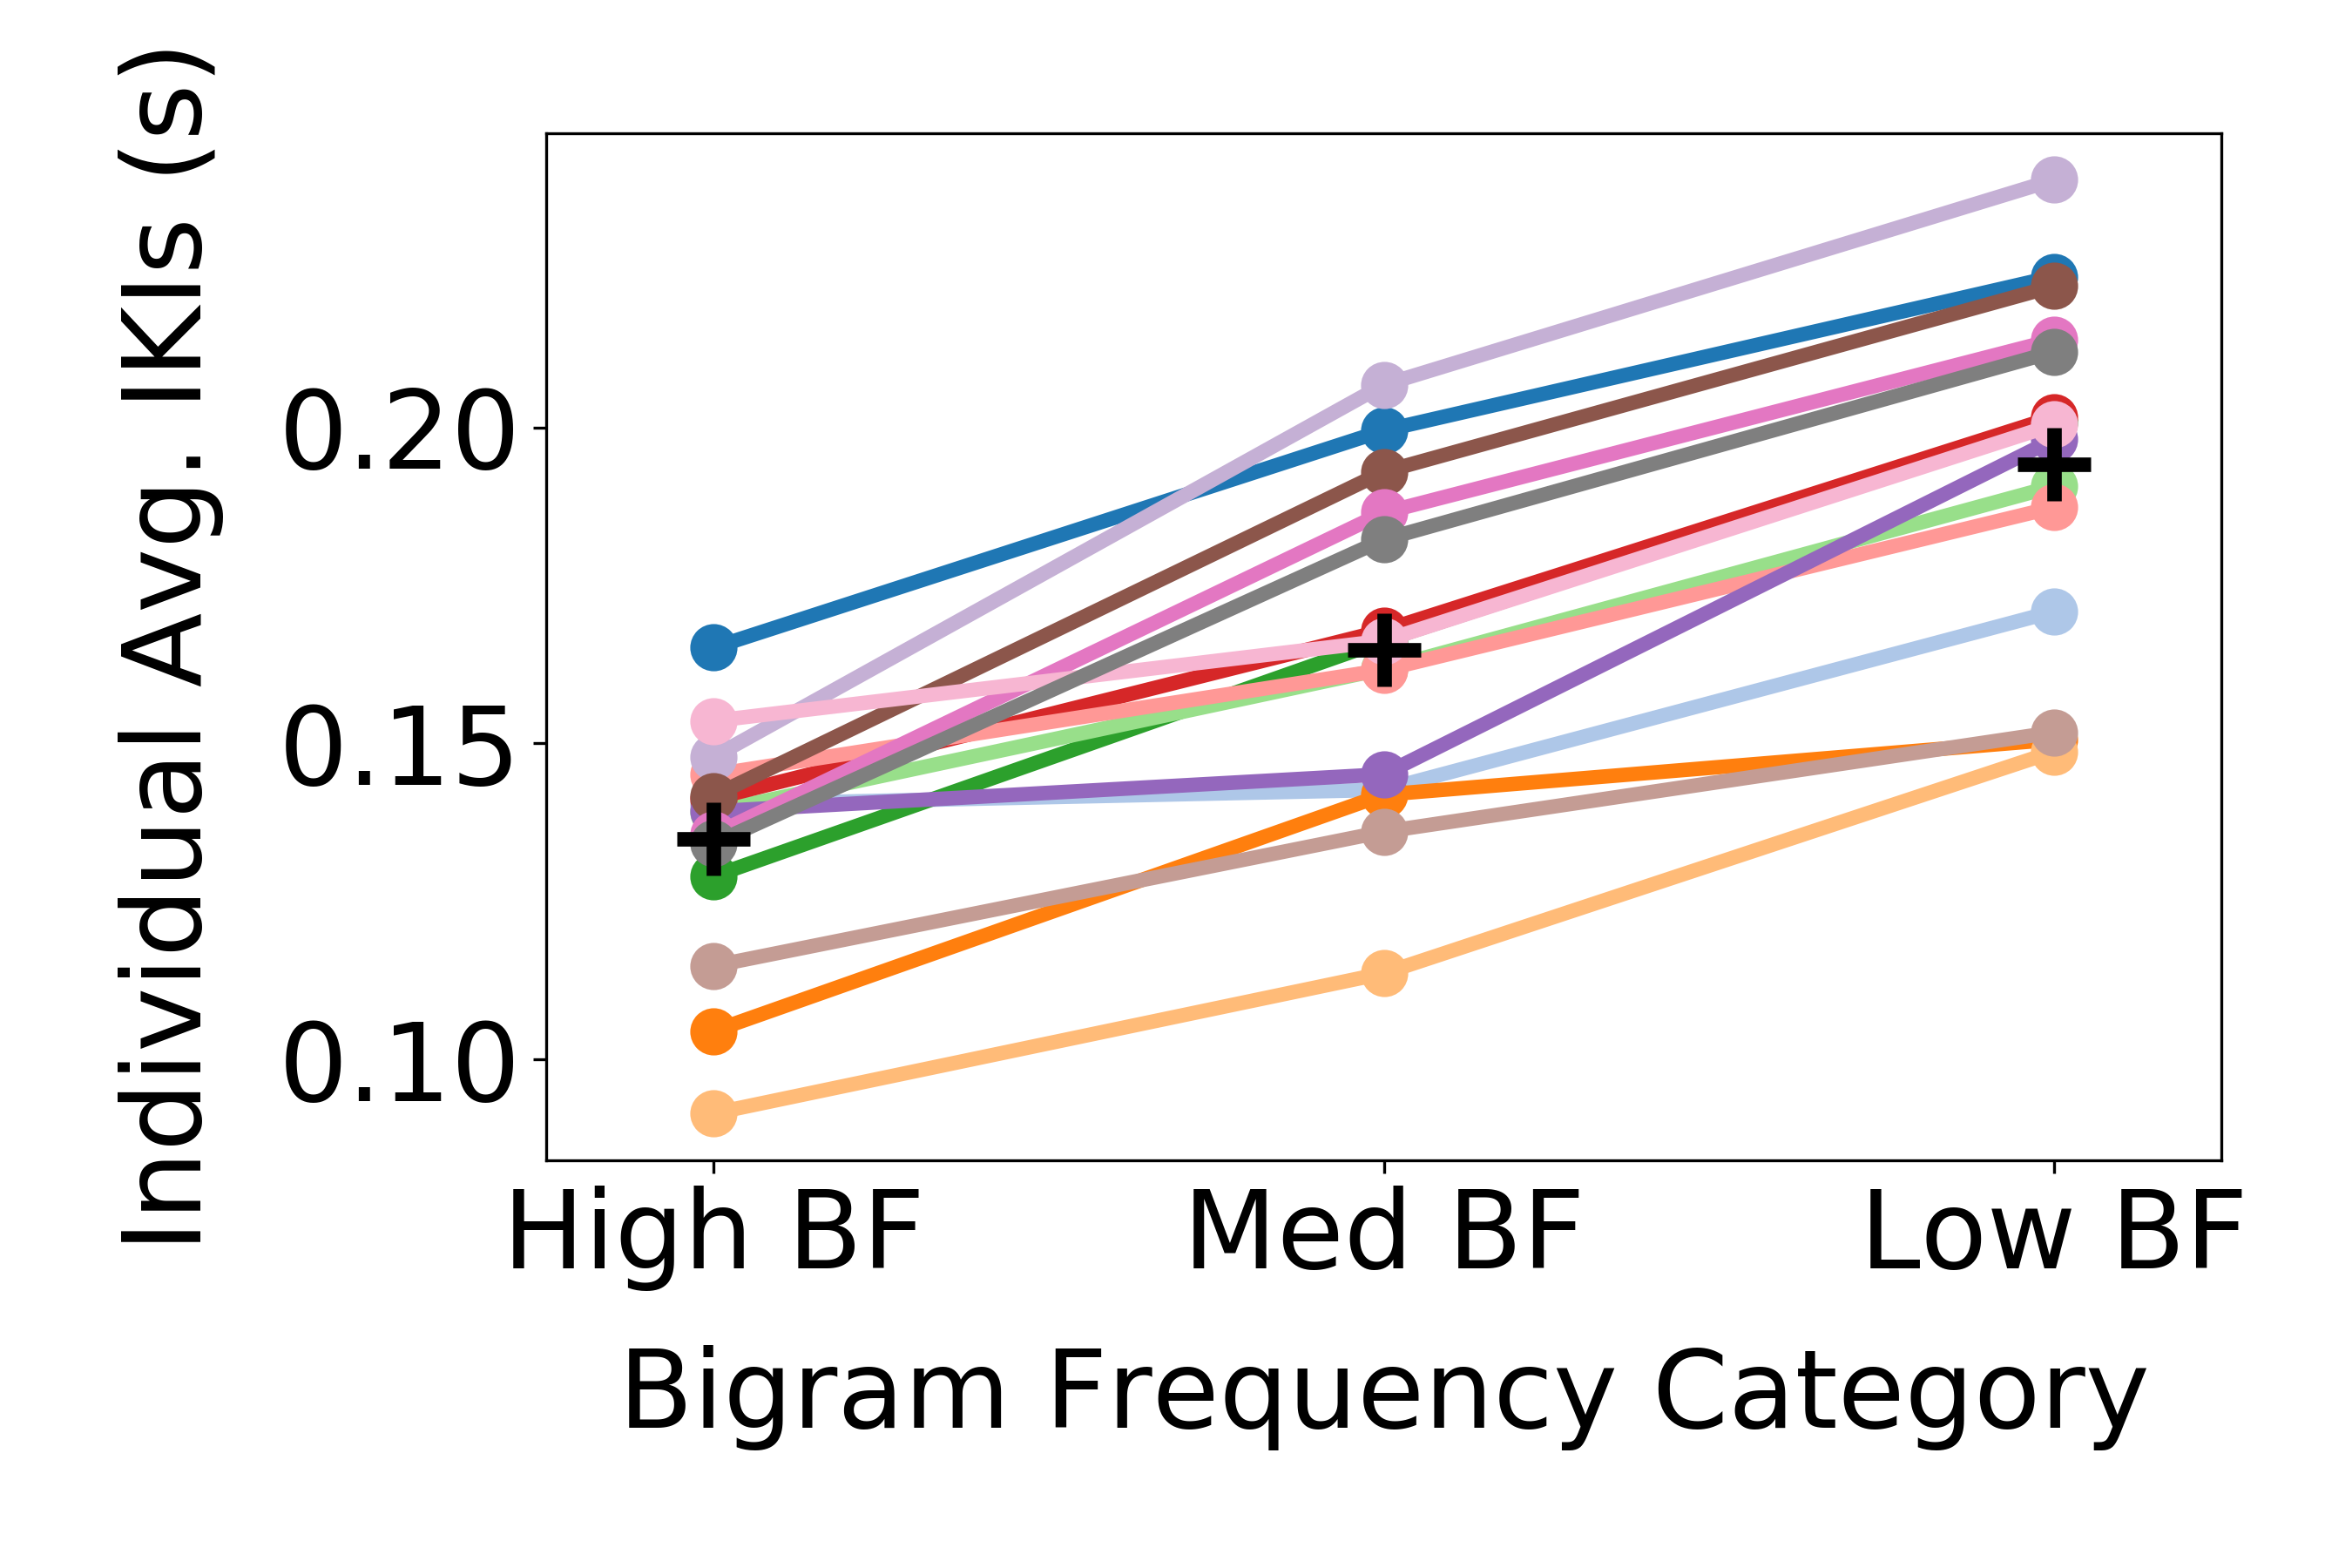 Individual Avg. IKIs (s)
0.20
0.15
0.10
High BF Med BF Low BF
Bigram Frequency Category